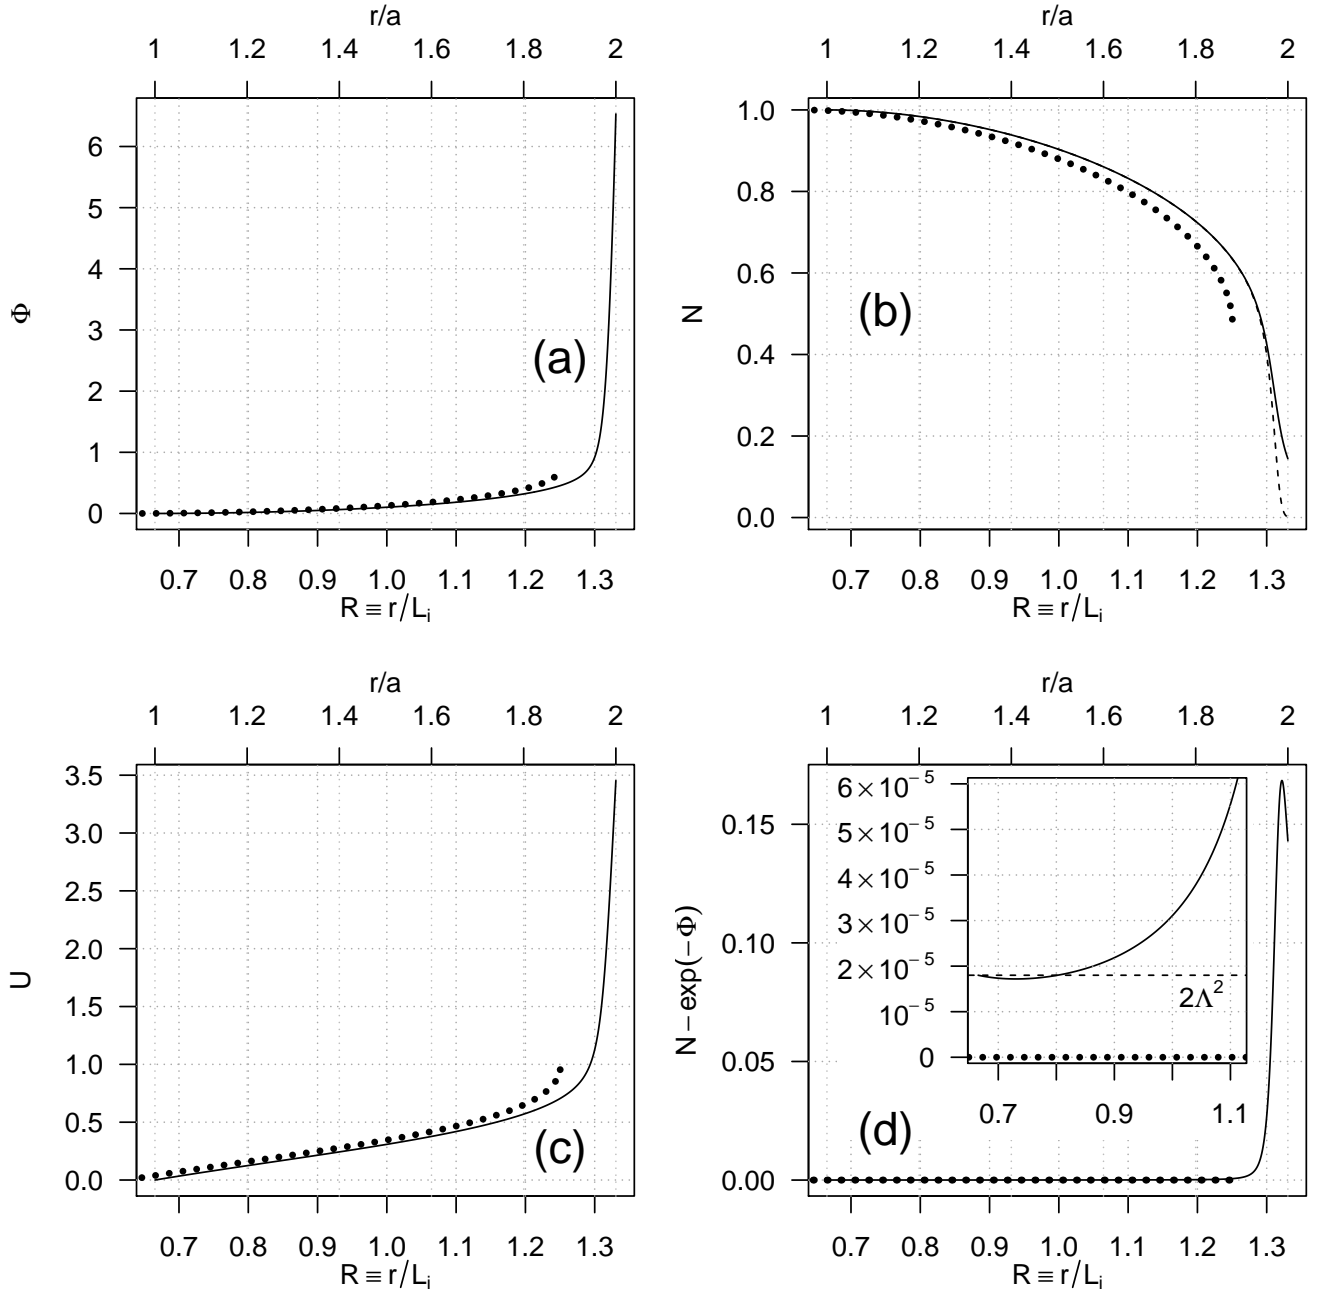 r/a
1 1.2 1.4 1.6 1.8 2
6
5
4
3
2
1
0
Φ
(a)
0.7 0.8 0.9 1.0 1.1 1.2 1.3
R ≡ r/L_i
r/a
1 1.2 1.4 1.6 1.8 2
1.0
0.8
0.6
0.4
0.2
0.0
N
(b)
0.7 0.8 0.9 1.0 1.1 1.2 1.3
R ≡ r/L_i
r/a
1 1.2 1.4 1.6 1.8 2
3.5
3.0
2.5
2.0
1.5
1.0
0.5
0.0
U
(c)
0.7 0.8 0.9 1.0 1.1 1.2 1.3
R ≡ r/L_i
r/a
1 1.2 1.4 1.6 1.8 2
0.15
0.10
0.05
0.00
N − exp(−Φ)
6×10⁻⁵
5×10⁻⁵
4×10⁻⁵
3×10⁻⁵
2×10⁻⁵
10⁻⁵
0
2Λ²
0.7 0.9 1.1
(d)
0.7 0.8 0.9 1.0 1.1 1.2 1.3
R ≡ r/L_i